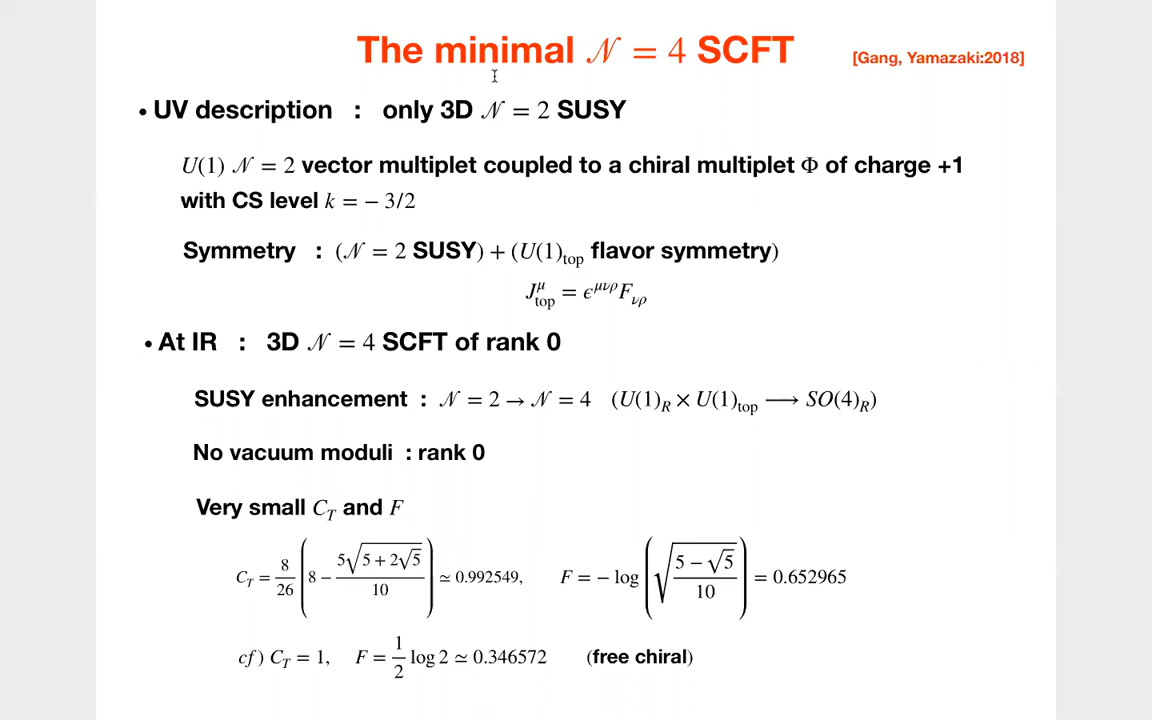 The minimal 𝒩 = 4 SCFT [Gang, Yamazaki:2018]
• UV description : only 3D 𝒩 = 2 SUSY
U(1) 𝒩 = 2 vector multiplet coupled to a chiral multiplet Φ of charge +1
with CS level k = − 3/2
Symmetry : (𝒩 = 2 SUSY) + (U(1)_top flavor symmetry)
J^μ_top = ϵ^{μνρ}F_{νρ}
• At IR : 3D 𝒩 = 4 SCFT of rank 0
SUSY enhancement : 𝒩 = 2 → 𝒩 = 4 (U(1)_R × U(1)_top ⟶ SO(4)_R)
No vacuum moduli : rank 0
Very small C_T and F
C_T = 8/26 (8 − 5√(5 + 2√5)/10) ≃ 0.992549, F = − log (√((5 − √5)/10)) = 0.652965
cf) C_T = 1, F = 1/2 log 2 ≃ 0.346572 (free chiral)